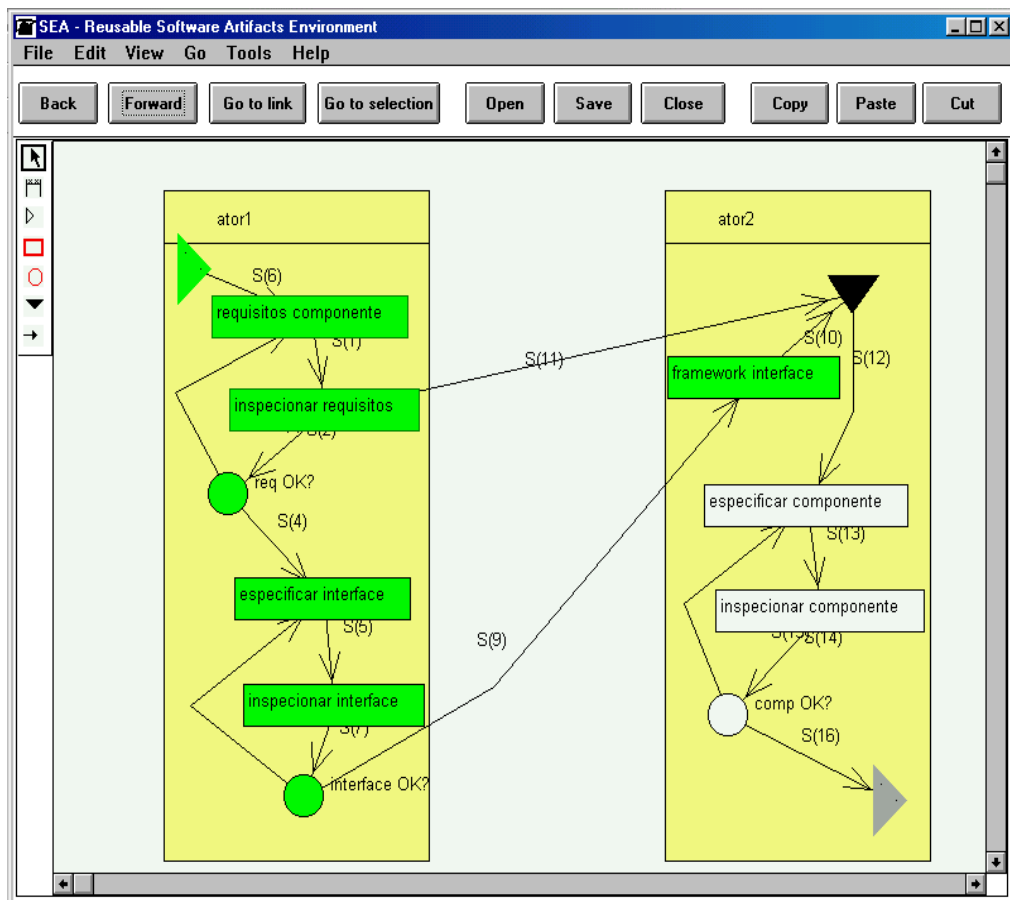 SEA - Reusable Software Artifacts Environment
File Edit View Go Tools Help
Back Forward Go to link Go to selection Open Save Close Copy Paste Cut
ator1
S(6)
requisitos componente
S(1)
inspecionar requisitos
S(2)
req OK?
S(4)
especificar interface
S(5)
inspecionar interface
S(7)
interface OK?
S(11)
S(9)
ator2
S(10)
S(12)
framework interface
especificar componente
S(13)
inspecionar componente
S(15)
S(14)
comp OK?
S(16)